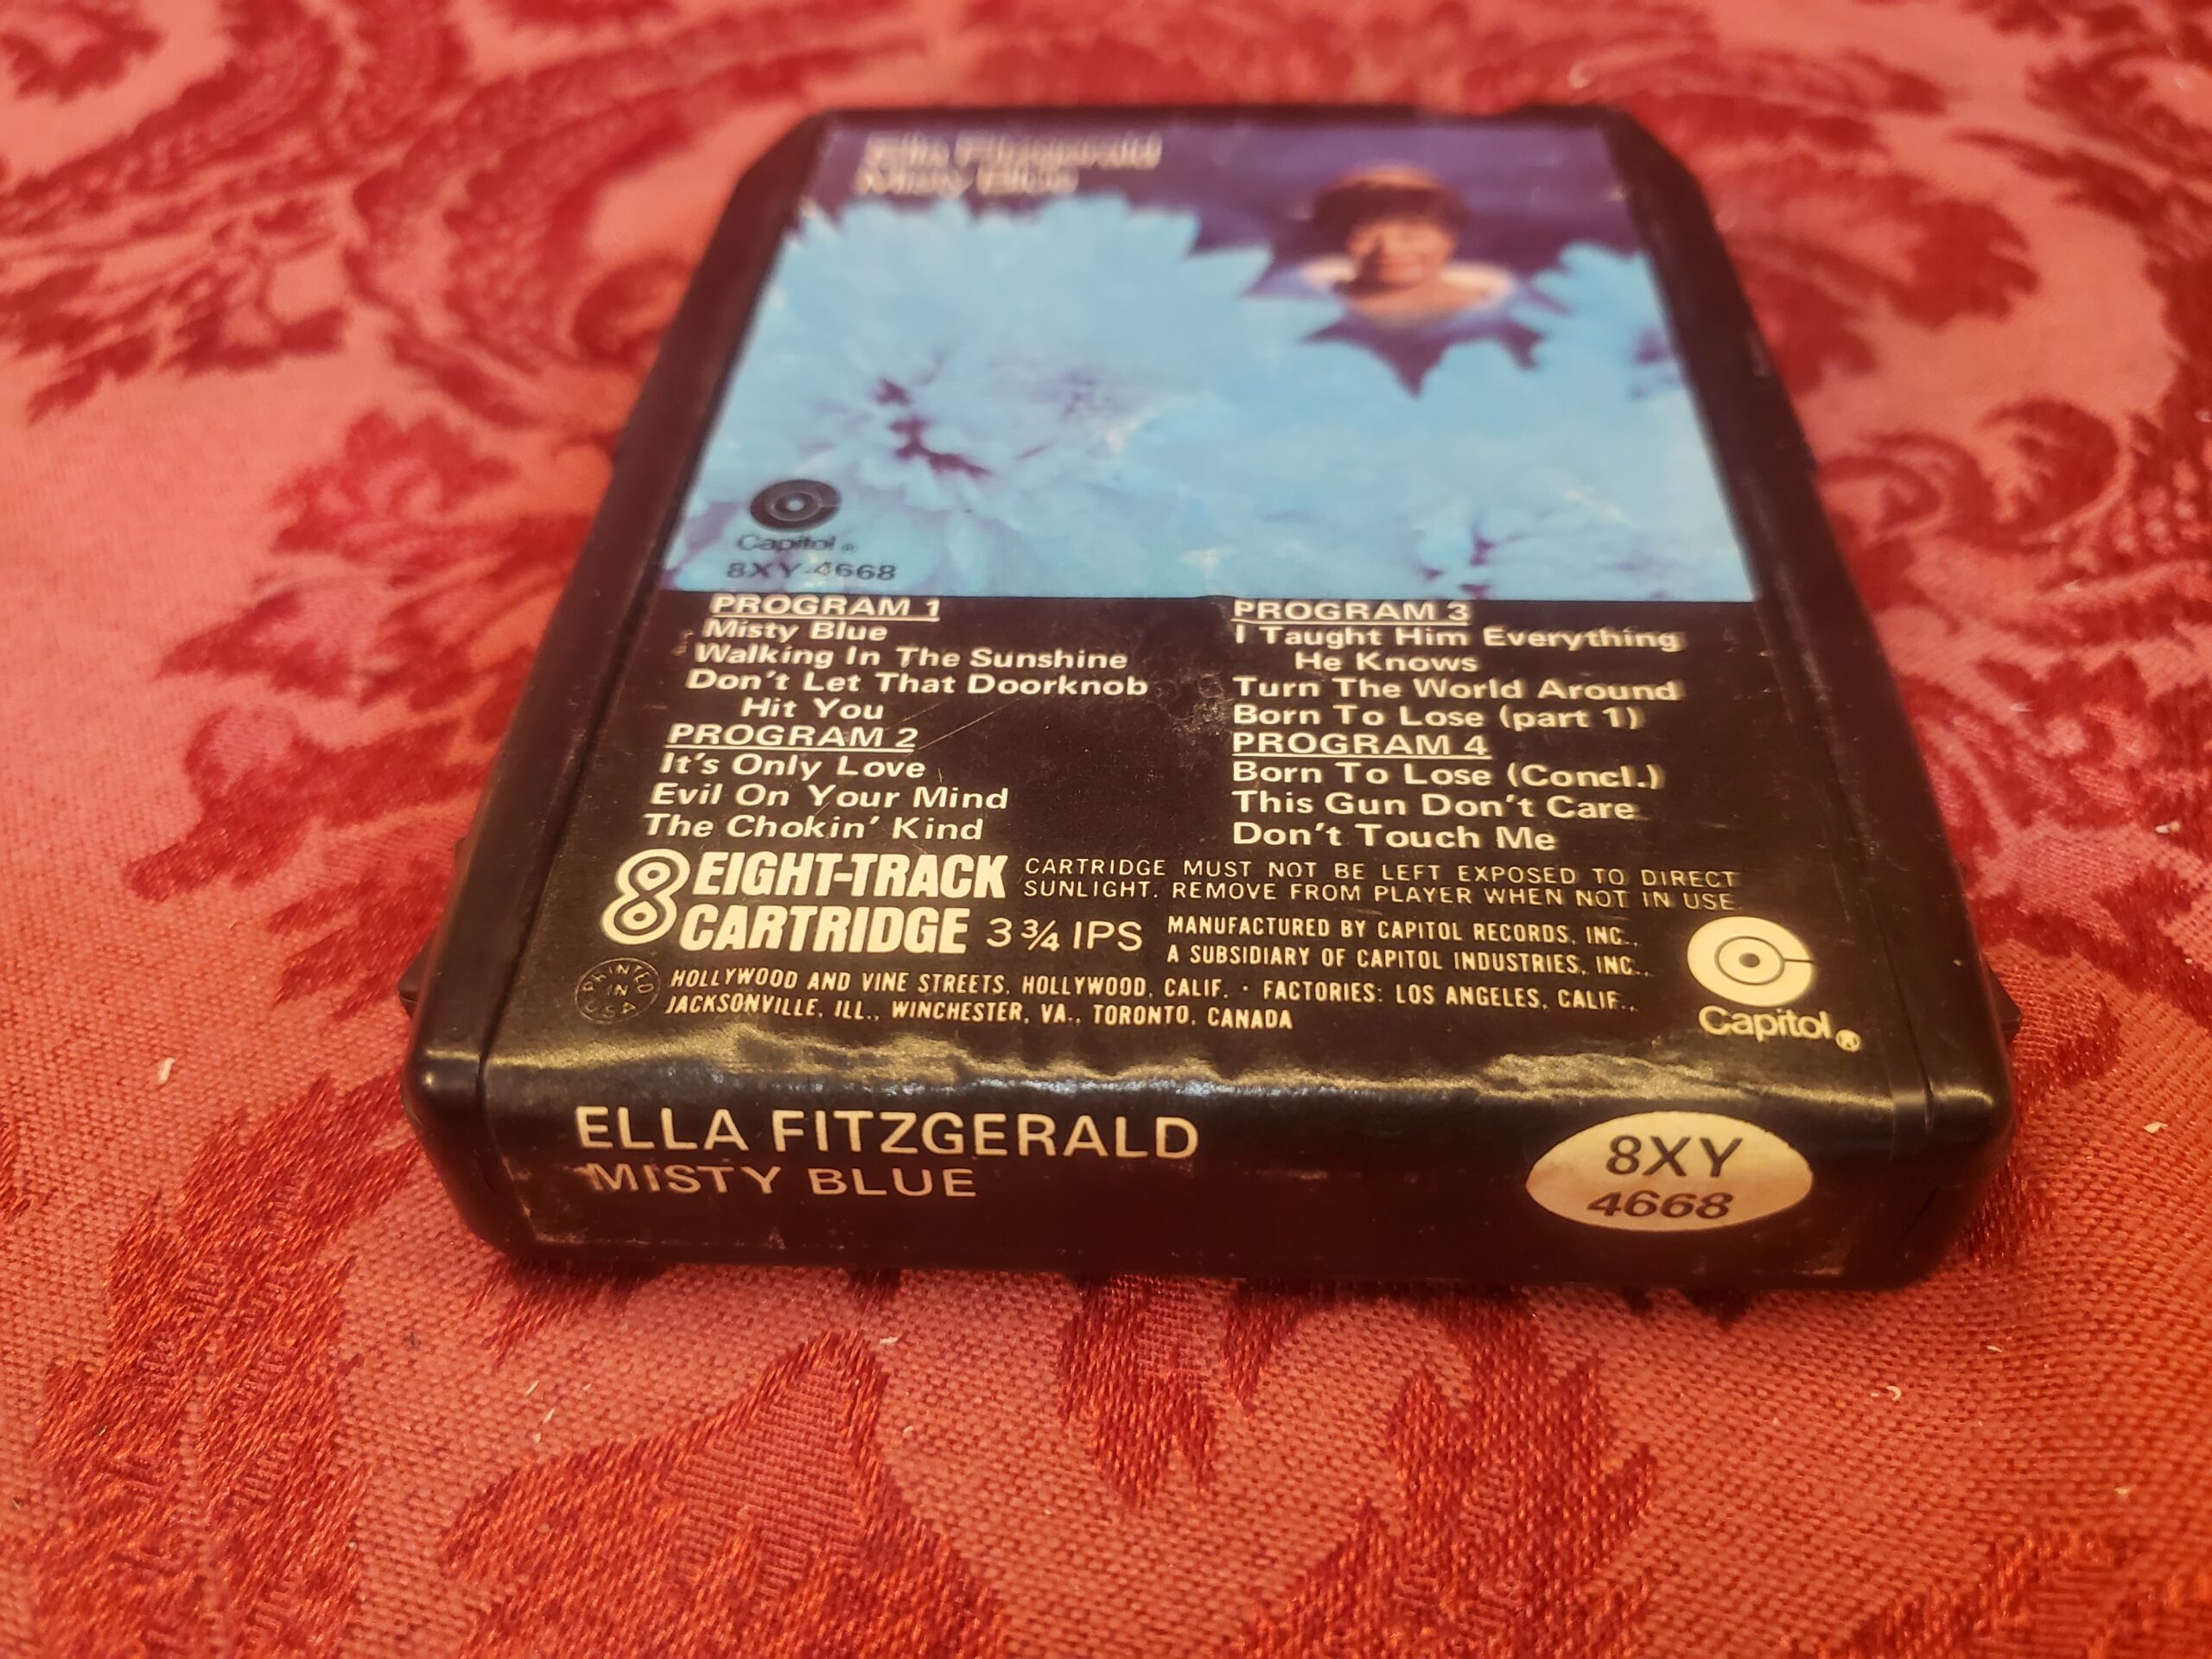 Ella Fitzgerald
Misty Blue
Capitol ®
8XY-4668
PROGRAM 1
Misty Blue
Walking In The Sunshine
Don't Let That Doorknob
Hit You
PROGRAM 2
It's Only Love
Evil On Your Mind
The Chokin' Kind
PROGRAM 3
I Taught Him Everything
He Knows
Turn The World Around
Born To Lose (part 1)
PROGRAM 4
Born To Lose (Concl.)
This Gun Don't Care
Don't Touch Me
8 EIGHT-TRACK
CARTRIDGE 3 ¾ IPS
CARTRIDGE MUST NOT BE LEFT EXPOSED TO DIRECT
SUNLIGHT. REMOVE FROM PLAYER WHEN NOT IN USE.
MANUFACTURED BY CAPITOL RECORDS, INC.,
A SUBSIDIARY OF CAPITOL INDUSTRIES, INC.,
PRINTED IN USA
HOLLYWOOD AND VINE STREETS, HOLLYWOOD, CALIF. • FACTORIES: LOS ANGELES, CALIF.,
JACKSONVILLE, ILL., WINCHESTER, VA., TORONTO, CANADA
Capitol ®
ELLA FITZGERALD
MISTY BLUE
8XY
4668